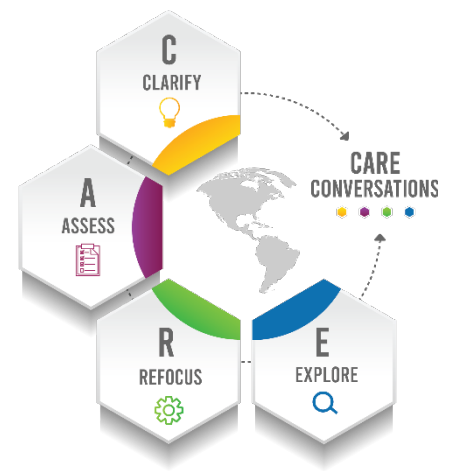 C
CLARIFY
A
ASSESS
R
REFOCUS
E
EXPLORE
CARE
CONVERSATIONS